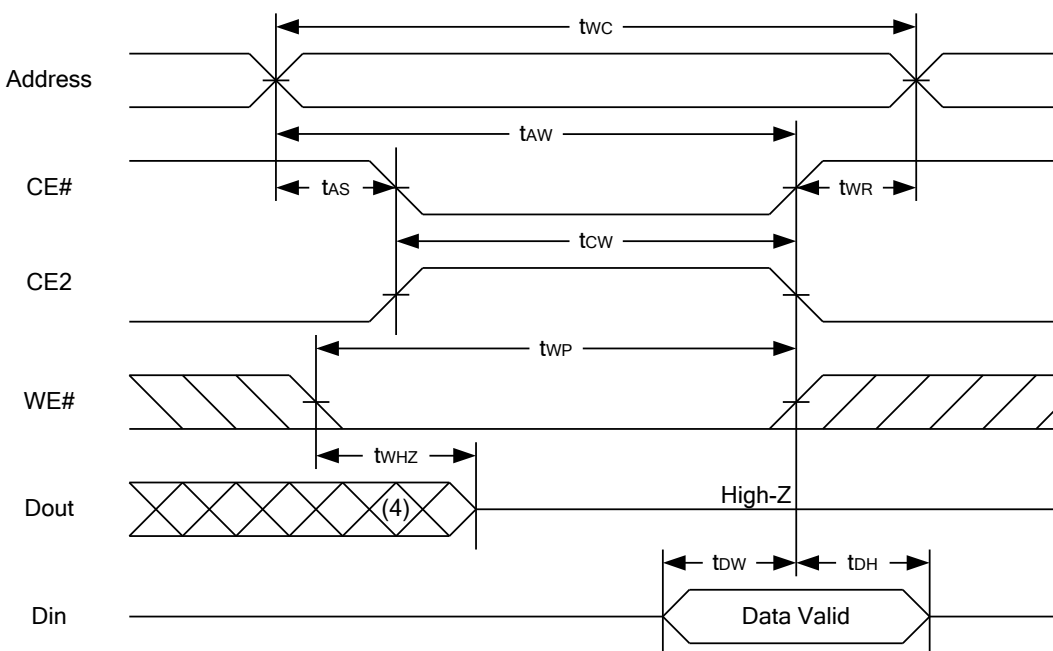 tWC
Address
tAW
CE#
tAS
tWR
tCW
CE2
tWP
WE#
tWHZ
Dout
(4)
High-Z
tDW
tDH
Din
Data Valid